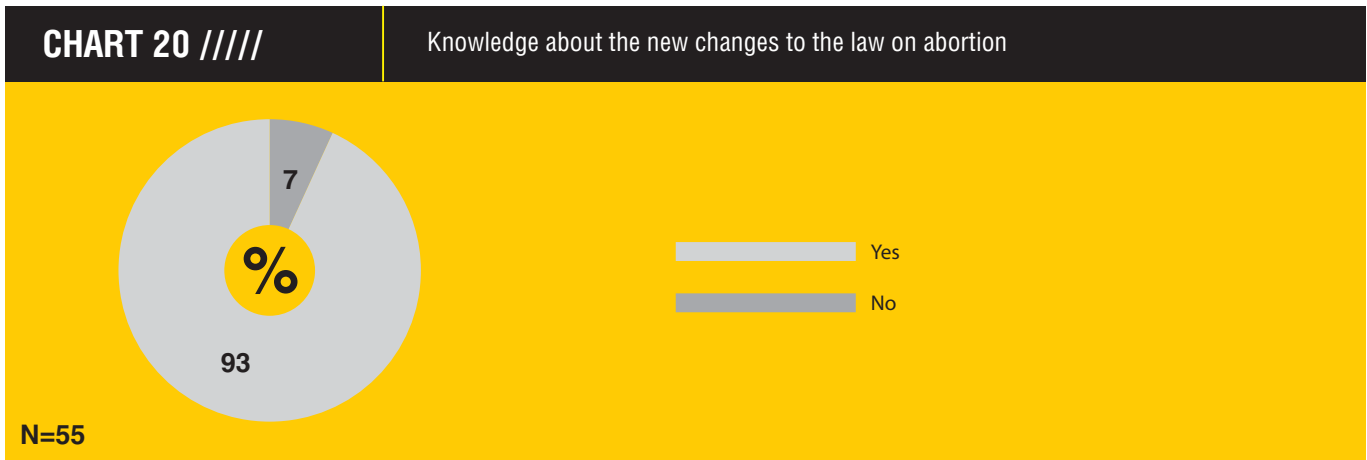 CHART 20 /////
Knowledge about the new changes to the law on abortion
7
%
93
Yes
No
N=55